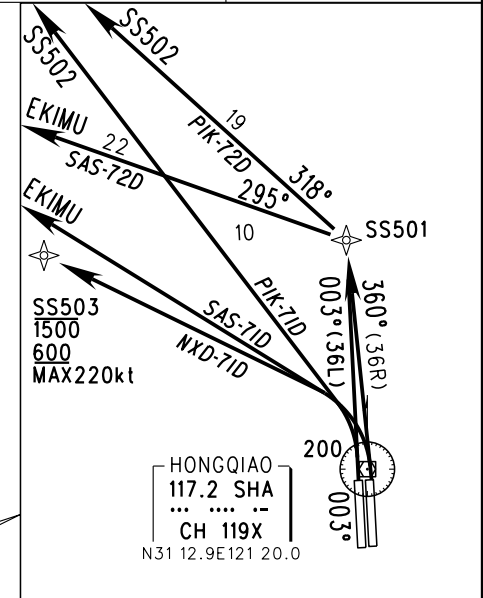 SS502
SS502
19
PIK-72D
318°
EKIMU
22
SAS-72D
295°
10
SS501
EKIMU
PIK-71D
SAS-71D
NXD-71D
003°(36L)
360°(36R)
SS503
1500
600
MAX220kt
200
003°
HONGQIAO
117.2 SHA
... .... .-
CH 119X
N31 12.9E121 20.0